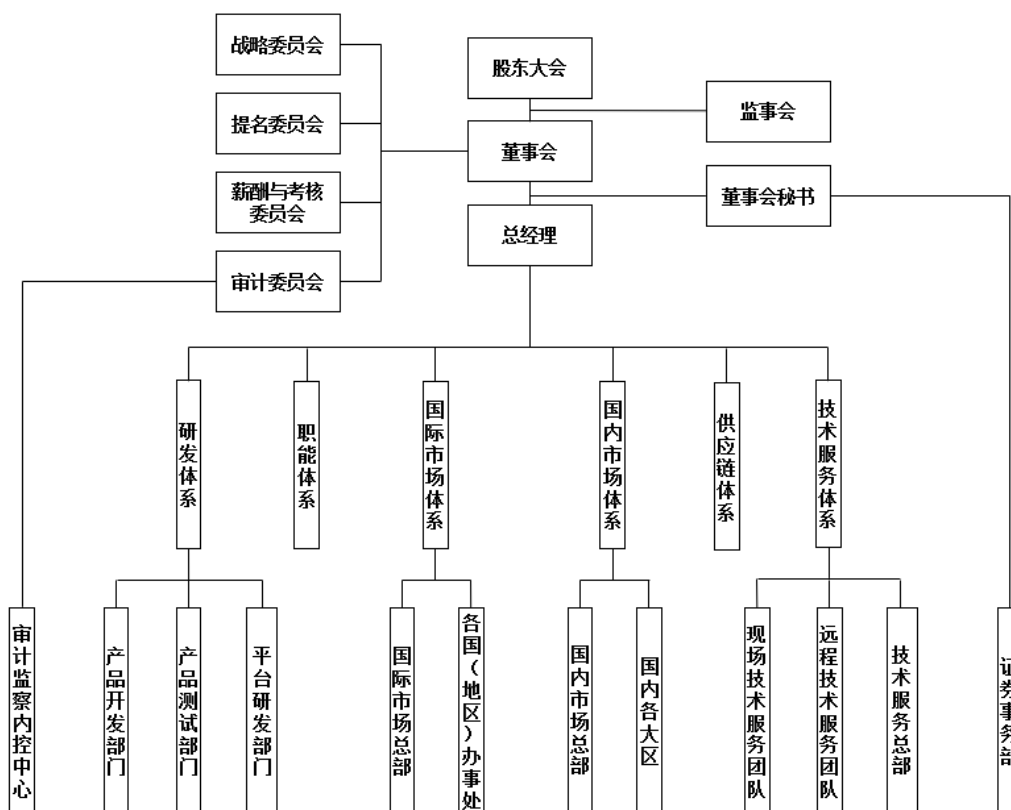 战略委员会
股东大会
提名委员会
监事会
董事会
薪酬与考核
委员会
董事会秘书
总经理
审计委员会
研发体系
职能体系
国际市场体系
国内市场体系
供应链体系
技术服务体系
审计监察内控中心
产品开发部门
产品测试部门
平台研发部门
国际市场总部
各国（地区）办事处
国内市场总部
国内各大区
现场技术服务团队
远程技术服务团队
技术服务总部
证券事务部